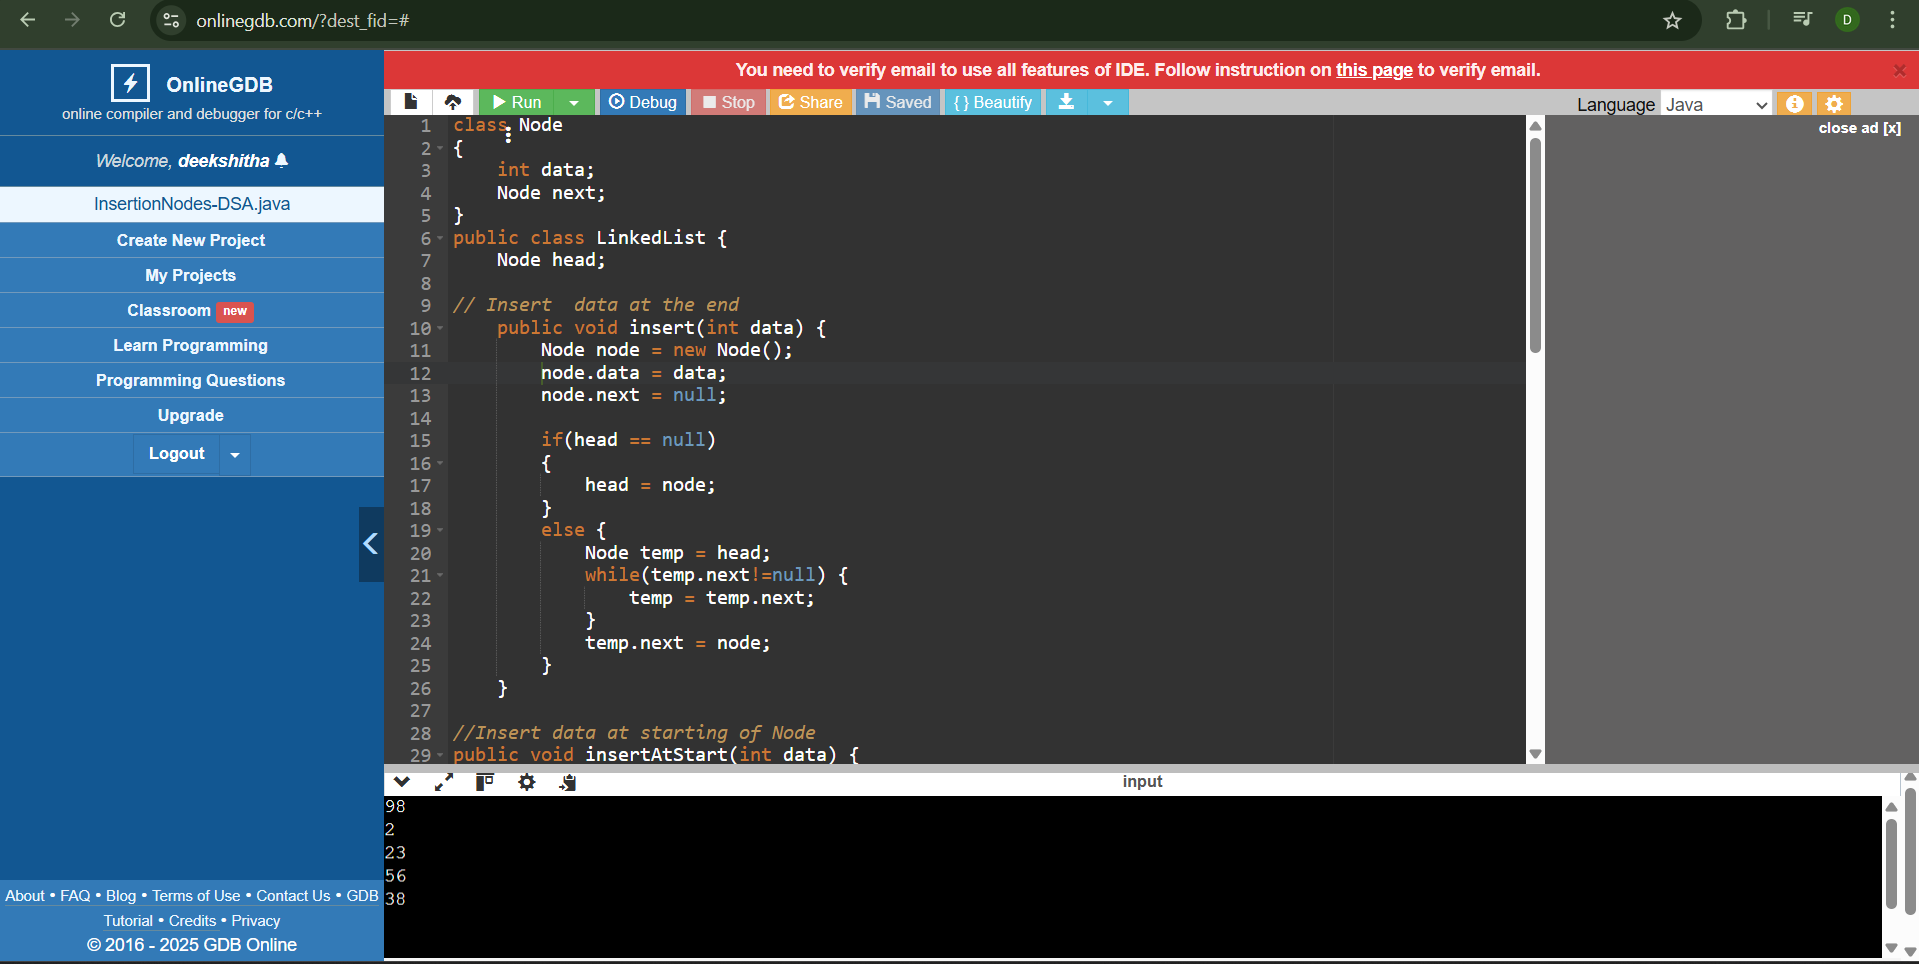 onlinegdb.com/?dest_fid=#
D
OnlineGDB
online compiler and debugger for c/c++
Welcome, deekshitha
InsertionNodes-DSA.java
Create New Project
My Projects
Classroom new
Learn Programming
Programming Questions
Upgrade
Logout
About • FAQ • Blog • Terms of Use • Contact Us • GDB
Tutorial • Credits • Privacy
© 2016 - 2025 GDB Online
You need to verify email to use all features of IDE. Follow instruction on this page to verify email.
Run Debug Stop Share Saved { } Beautify Language Java
close ad [x]
1 class Node
2 {
3     int data;
4     Node next;
5 }
6 public class LinkedList {
7     Node head;
8
9 // Insert  data at the end
10     public void insert(int data) {
11         Node node = new Node();
12         node.data = data;
13         node.next = null;
14
15         if(head == null)
16         {
17             head = node;
18         }
19         else {
20             Node temp = head;
21             while(temp.next!=null) {
22                 temp = temp.next;
23             }
24             temp.next = node;
25         }
26     }
27
28 //Insert data at starting of Node
29 public void insertAtStart(int data) {
input
98
2
23
56
38